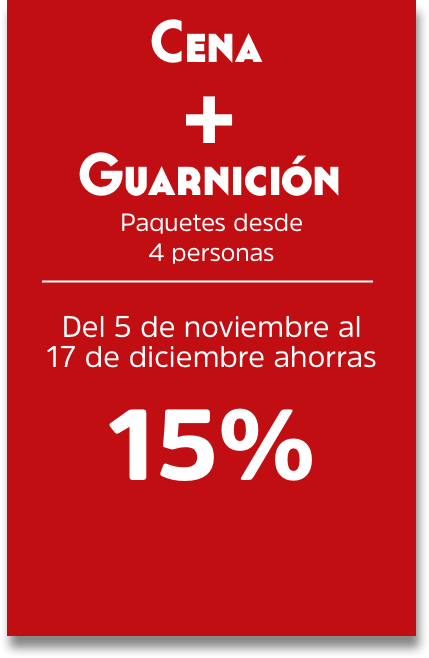 Cena
+
Guarnición
Paquetes desde
4 personas
Del 5 de noviembre al
17 de diciembre ahorras
15%